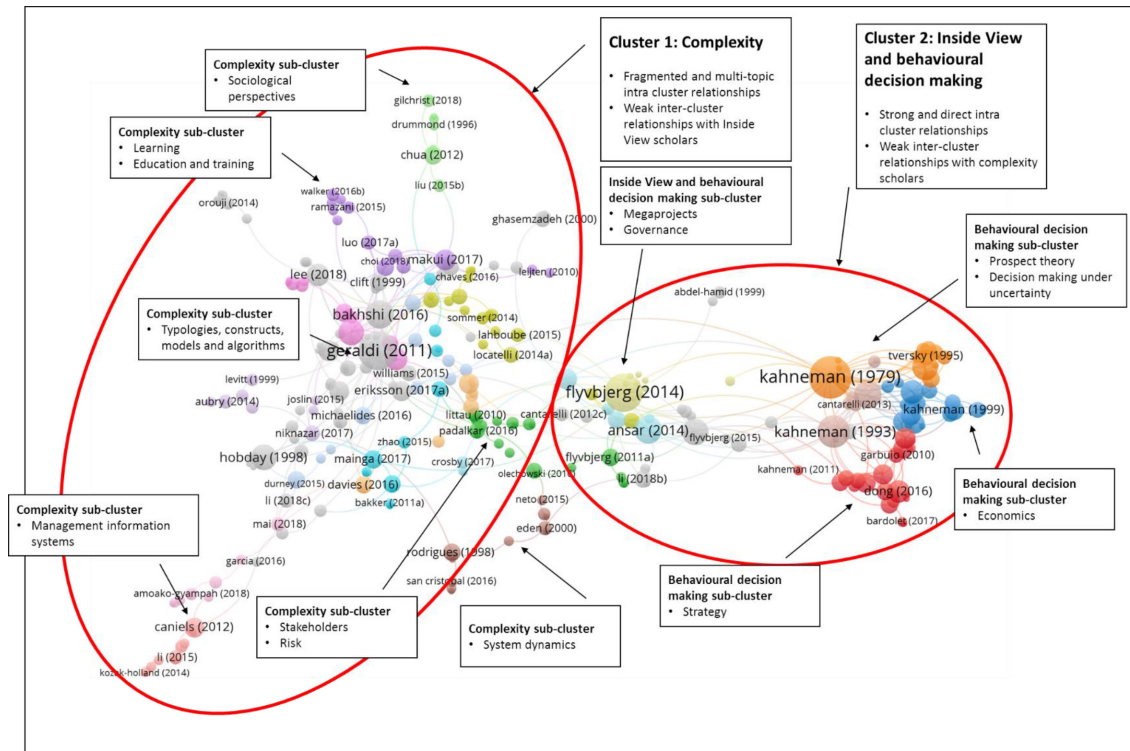 Cluster 1: Complexity
• Fragmented and multi-topic
intra cluster relationships
• Weak inter-cluster
relationships with Inside
View scholars
Cluster 2: Inside View
and behavioural
decision making
• Strong and direct intra
cluster relationships
• Weak inter-cluster
relationships with complexity
scholars
Complexity sub-cluster
• Sociological
perspectives
Complexity sub-cluster
• Learning
• Education and training
Inside View and behavioural
decision making sub-cluster
• Megaprojects
• Governance
Behavioural decision
making sub-cluster
• Prospect theory
• Decision making under
uncertainty
Complexity sub-cluster
• Typologies, constructs,
models and algorithms
Complexity sub-cluster
• Management information
systems
Complexity sub-cluster
• Stakeholders
• Risk
Complexity sub-cluster
• System dynamics
Behavioural decision
making sub-cluster
• Strategy
Behavioural decision
making sub-cluster
• Economics
gilchrist (2018)
drummond (1996)
chua (2012)
liu (2015b)
walker (2016b)
ramazani (2015)
orouji (2014)
ghasemzadeh (2000)
luo (2017a)
choi (2018)
makui (2017)
lee (2018)
clift (1999)
chaves (2016)
leijten (2010)
abdel-hamid (1999)
bakhshi (2016)
sommer (2014)
lahboube (2015)
geraldi (2011)
locatelli (2014a)
tversky (1995)
levitt (1999)
williams (2015)
eriksson (2017a)
flyvbjerg (2014)
kahneman (1979)
aubry (2014)
joslin (2015)
michaelides (2016)
littau (2010)
cantarelli (2012c)
cantarelli (2013)
kahneman (1999)
niknazar (2017)
padalkar (2016)
ansar (2014)
flyvbjerg (2015)
kahneman (1993)
zhao (2015)
hobday (1998)
mainga (2017)
crosby (2017)
flyvbjerg (2011a)
garbuio (2010)
kahneman (2011)
durney (2015)
davies (2016)
li (2018b)
dong (2016)
li (2018c)
bakker (2011a)
neto (2015)
bardolet (2017)
mai (2018)
eden (2000)
rodrigues (1998)
garcia (2016)
san cristobal (2016)
amoako-gyampah (2018)
caniels (2012)
li (2015)
kozak-holland (2014)